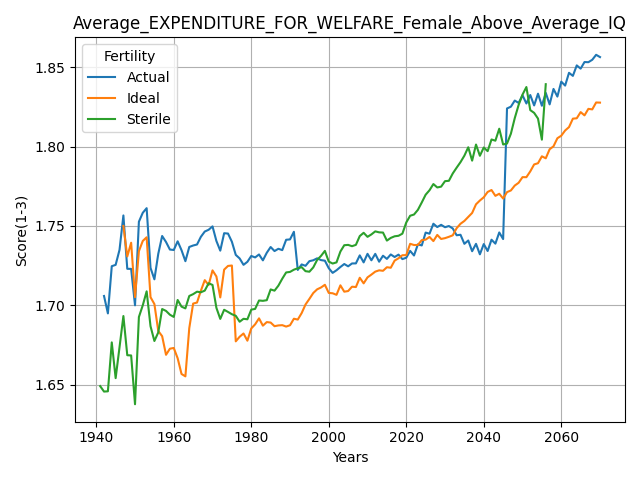 Average_EXPENDITURE_FOR_WELFARE_Female_Above_Average_IQ
Fertility
Actual
Ideal
Sterile
Score(1-3)
1.85
1.80
1.75
1.70
1.65
1940 1960 1980 2000 2020 2040 2060
Years